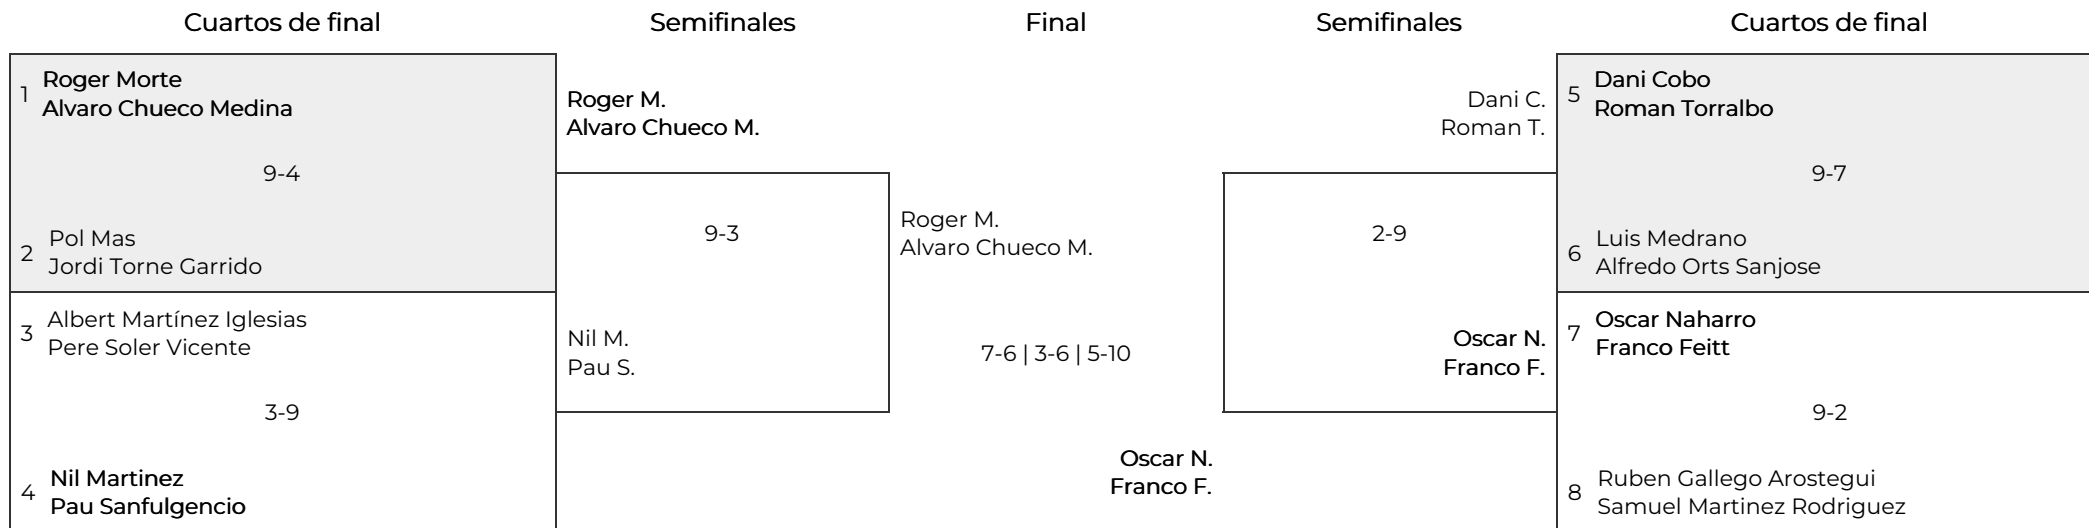 Cuartos de final
Semifinales
Final
Semifinales
Cuartos de final
1
Roger Morte
Alvaro Chueco Medina
9-4
2
Pol Mas
Jordi Torne Garrido
3
Albert Martínez Iglesias
Pere Soler Vicente
3-9
4
Nil Martinez
Pau Sanfulgencio
Roger M.
Alvaro Chueco M.
9-3
Nil M.
Pau S.
Roger M.
Alvaro Chueco M.
7-6 | 3-6 | 5-10
Oscar N.
Franco F.
Dani C.
Roman T.
2-9
Oscar N.
Franco F.
5
Dani Cobo
Roman Torralbo
9-7
6
Luis Medrano
Alfredo Orts Sanjose
7
Oscar Naharro
Franco Feitt
9-2
8
Ruben Gallego Arostegui
Samuel Martinez Rodriguez